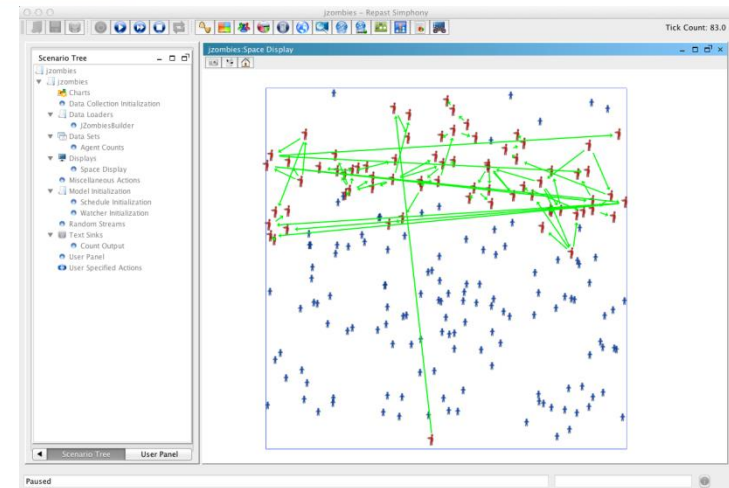 jzombies - Repast Simphony
Tick Count: 83.0
Scenario Tree
jzombies
jzombies
Charts
Data Collection Initialization
Data Loaders
JZombiesBuilder
Data Sets
Agent Counts
Displays
Space Display
Miscellaneous Actions
Model Initialization
Schedule Initialization
Watcher Initialization
Random Streams
Text Sinks
Count Output
User Panel
User Specified Actions
Scenario Tree
User Panel
jzombies:Space Display
Paused